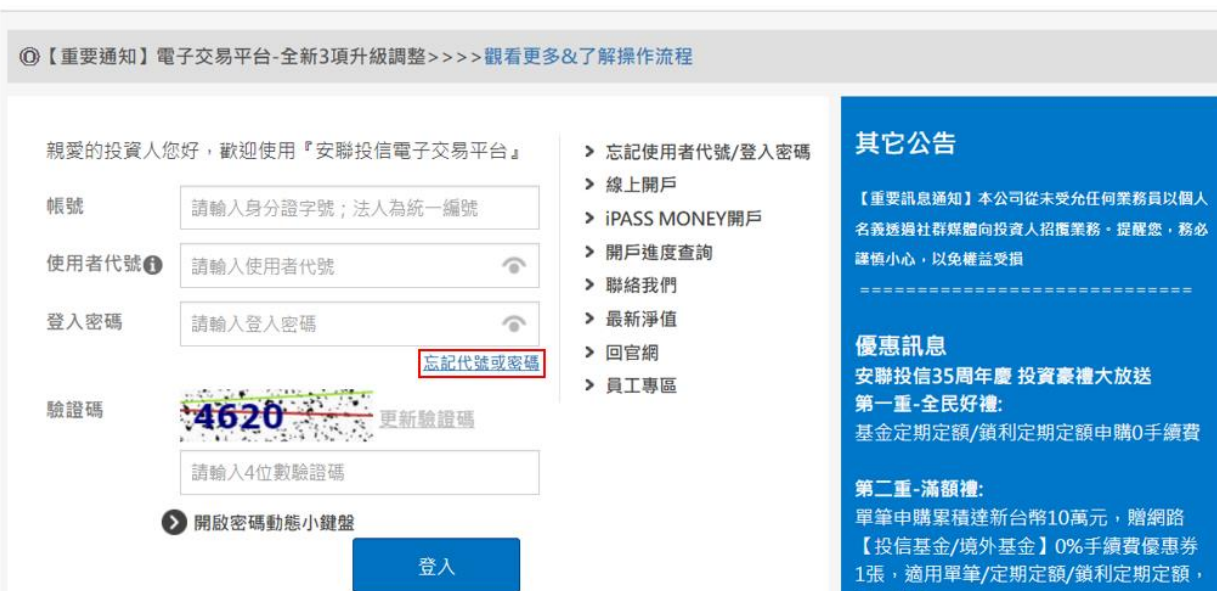 【重要通知】電子交易平台-全新3項升級調整>>>>觀看更多&了解操作流程
親愛的投資人您好，歡迎使用『安聯投信電子交易平台』
帳號
請輸入身分證字號；法人為統一編號
使用者代號
請輸入使用者代號
登入密碼
請輸入登入密碼
忘記代號或密碼
驗證碼
4620
更新驗證碼
請輸入4位數驗證碼
開啟密碼動態小鍵盤
登入
忘記使用者代號/登入密碼
線上開戶
iPASS MONEY開戶
開戶進度查詢
聯絡我們
最新淨值
回官網
員工專區
其它公告
【重要訊息通知】本公司從未受允任何業務員以個人
名義透過社群媒體向投資人招攬業務。提醒您，務必
謹慎小心，以免權益受損
==============================
優惠訊息
安聯投信35周年慶 投資豪禮大放送
第一重-全民好禮:
基金定期定額/鎖利定期定額申購0手續費
第二重-滿額禮:
單筆申購累積達新台幣10萬元，贈網路
【投信基金/境外基金】0%手續費優惠券
1張，適用單筆/定期定額/鎖利定期定額，